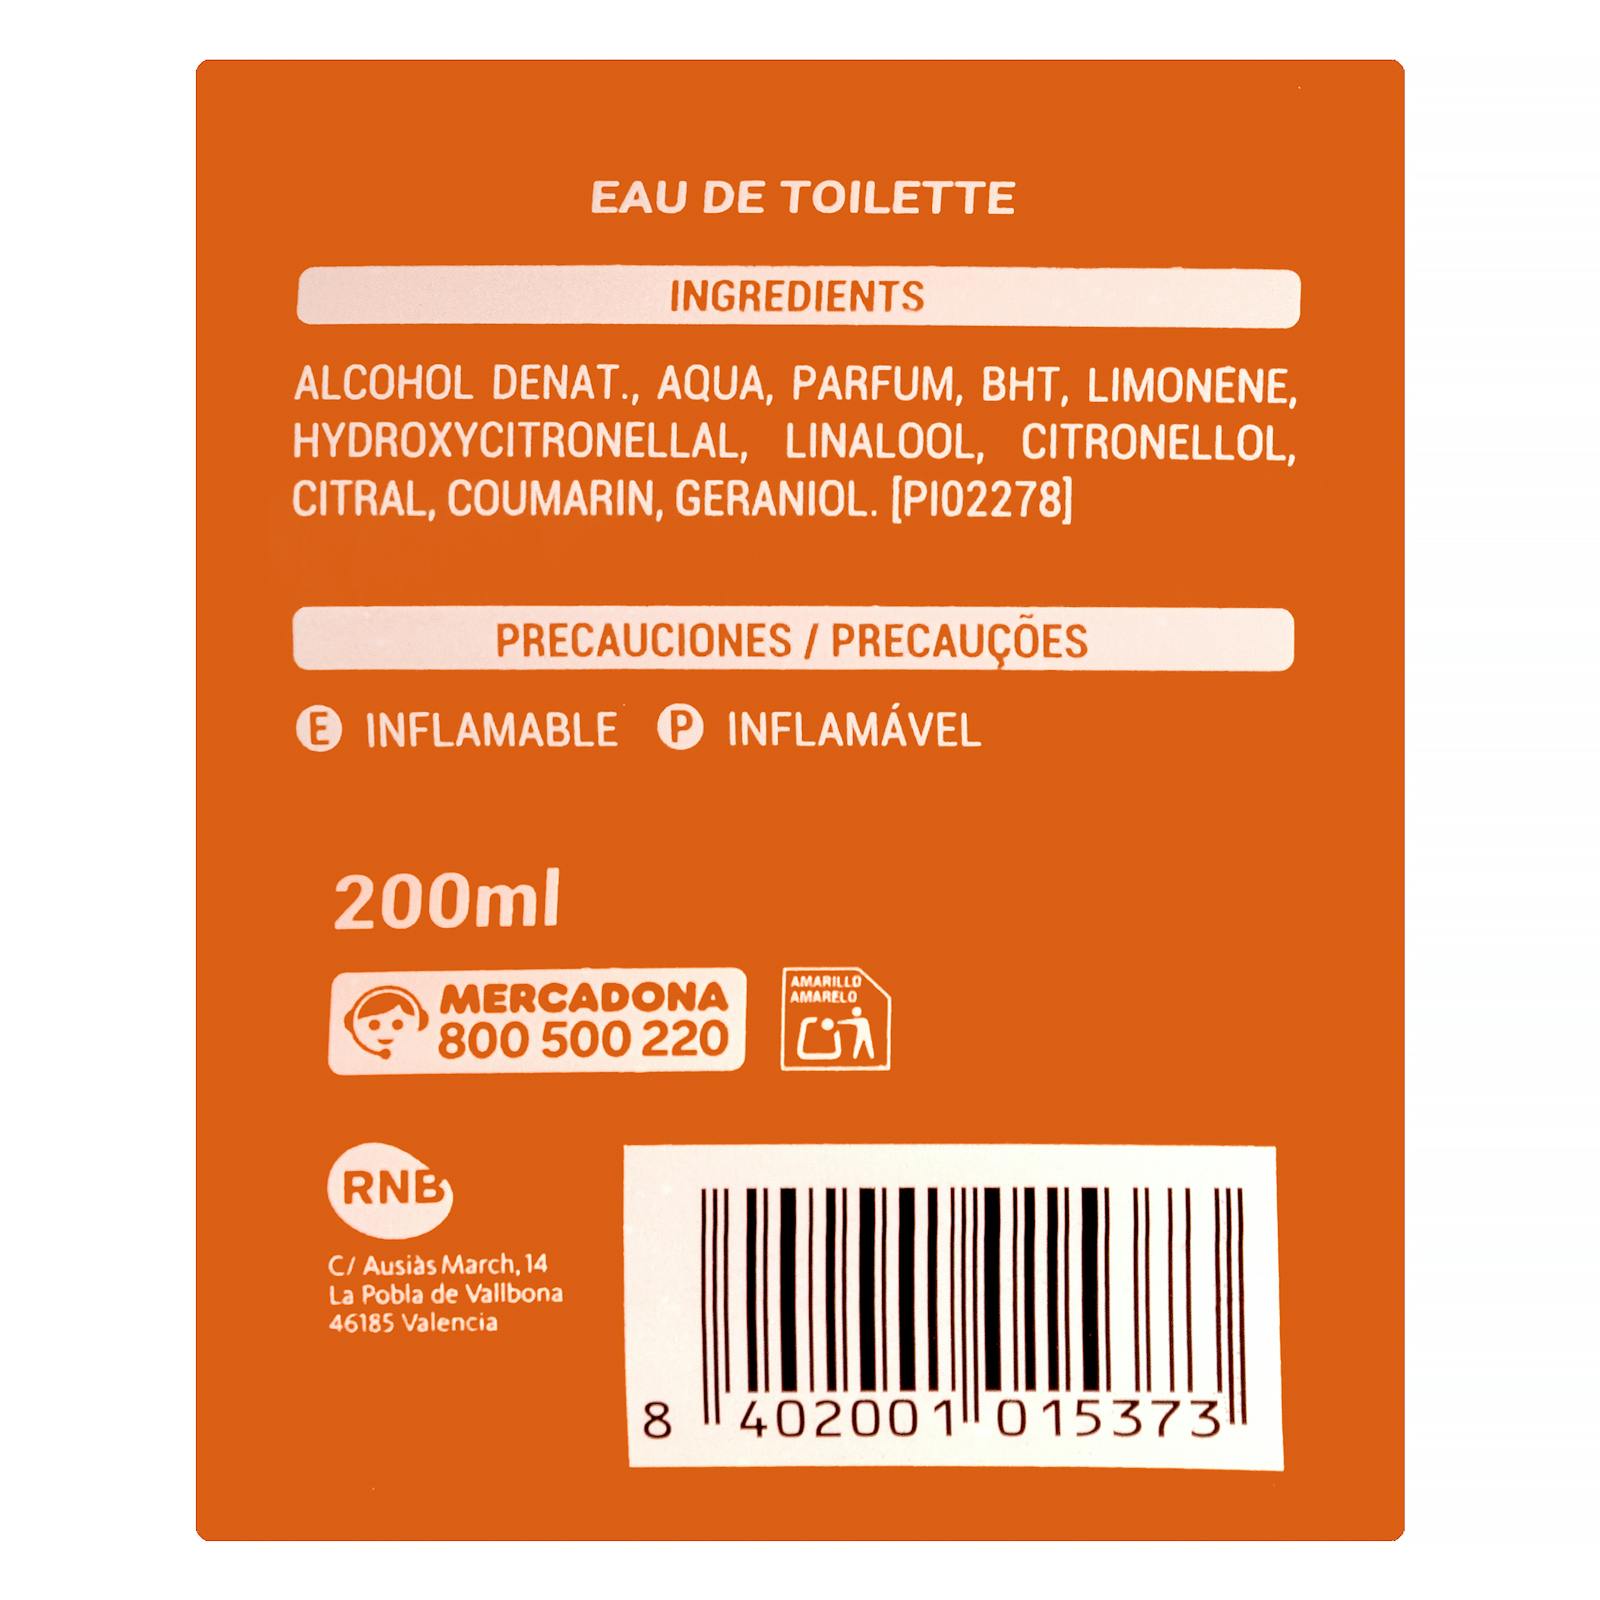 EAU DE TOILETTE
INGREDIENTS
ALCOHOL DENAT., AQUA, PARFUM, BHT, LIMONENE,
HYDROXYCITRONELLAL, LINALOOL, CITRONELLOL,
CITRAL, COUMARIN, GERANIOL. [PI02278]
PRECAUCIONES / PRECAUÇÕES
E INFLAMABLE P INFLAMÁVEL
200ml
MERCADONA
800 500 220
AMARILLO
AMARELO
RNB
C/ Ausiàs March, 14
La Pobla de Vallbona
46185 Valencia
8 402001 015373